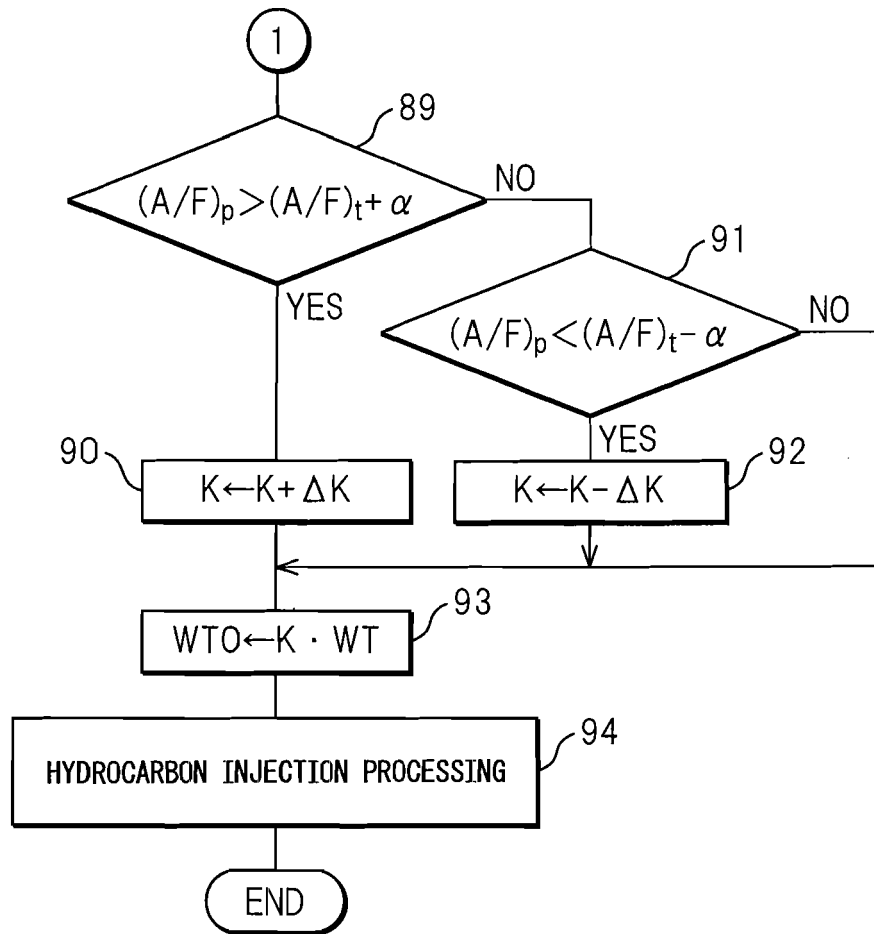 1
89
(A/F)p>(A/F)t+α
NO
91
YES
(A/F)p<(A/F)t-α
NO
YES
90
K←K+ΔK
92
K←K-ΔK
93
WTO←K · WT
94
HYDROCARBON INJECTION PROCESSING
END